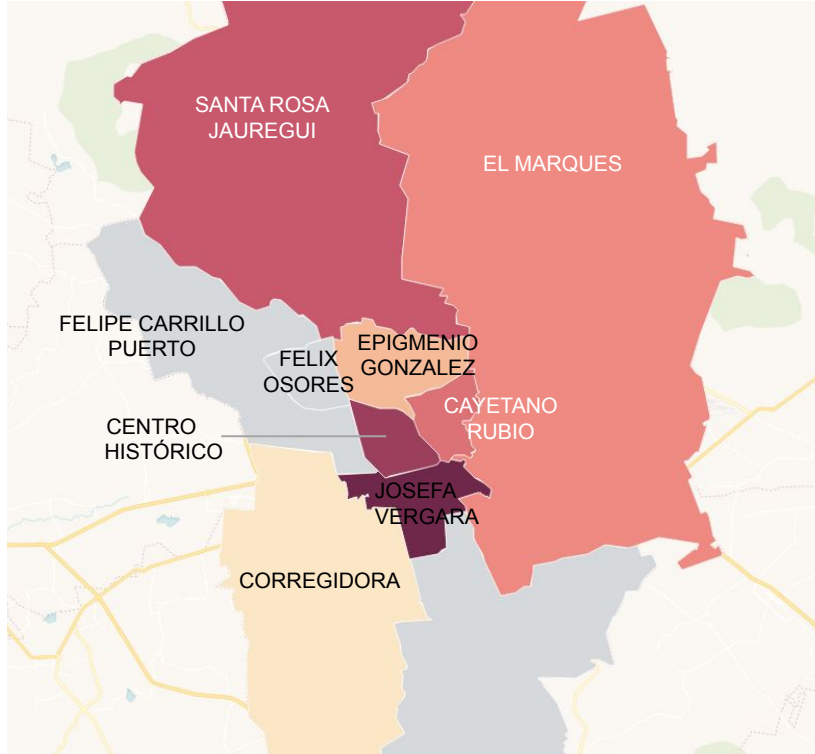 SANTA ROSA
JAUREGUI
EL MARQUES
FELIPE CARRILLO
PUERTO
FELIX
OSORES
EPIGMENIO
GONZALEZ
CAYETANO
RUBIO
CENTRO
HISTÓRICO
JOSEFA
VERGARA
CORREGIDORA